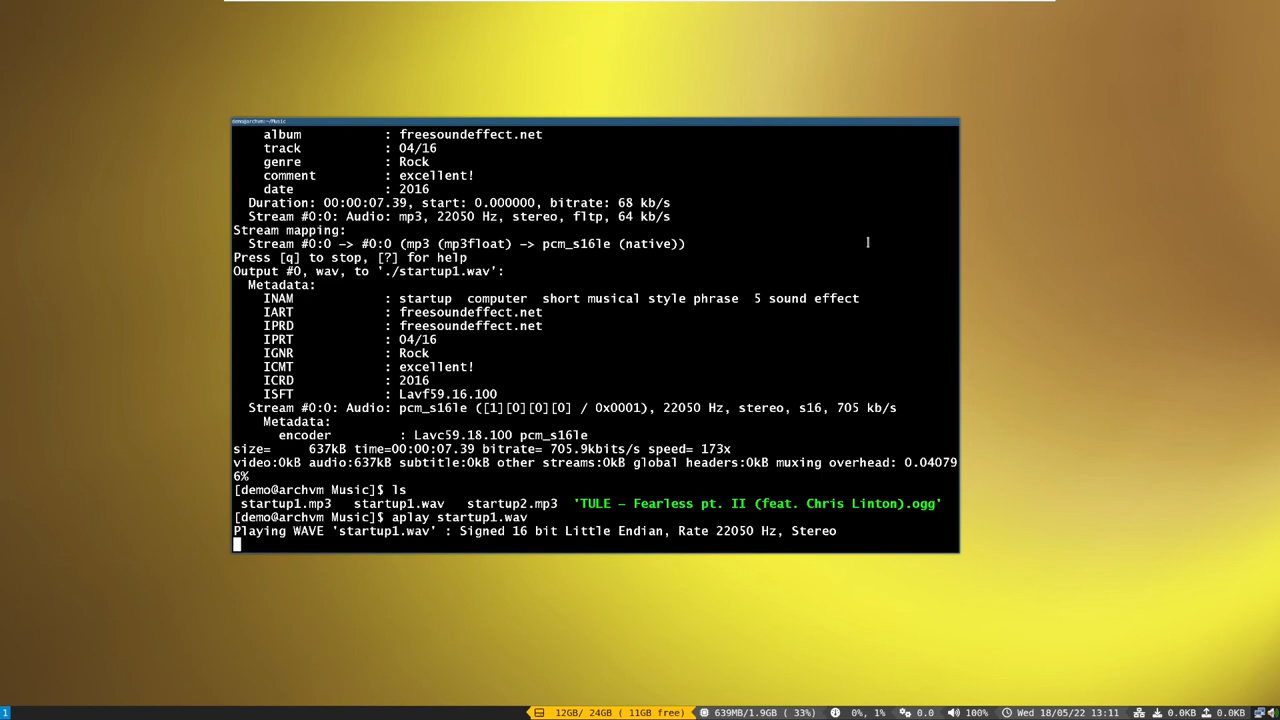 demo@archvm:~/Music
album : freesoundeffect.net
track : 04/16
genre : Rock
comment : excellent!
date : 2016
Duration: 00:00:07.39, start: 0.000000, bitrate: 68 kb/s
Stream #0:0: Audio: mp3, 22050 Hz, stereo, fltp, 64 kb/s
Stream mapping:
Stream #0:0 -> #0:0 (mp3 (mp3float) -> pcm_s16le (native))
Press [q] to stop, [?] for help
Output #0, wav, to './startup1.wav':
Metadata:
INAM : startup  computer  short musical style phrase  5 sound effect
IART : freesoundeffect.net
IPRD : freesoundeffect.net
IPRT : 04/16
IGNR : Rock
ICMT : excellent!
ICRD : 2016
ISFT : Lavf59.16.100
Stream #0:0: Audio: pcm_s16le ([1][0][0][0] / 0x0001), 22050 Hz, stereo, s16, 705 kb/s
Metadata:
encoder : Lavc59.18.100 pcm_s16le
size=     637kB time=00:00:07.39 bitrate= 705.9kbits/s speed= 173x
video:0kB audio:637kB subtitle:0kB other streams:0kB global headers:0kB muxing overhead: 0.04079
6%
[demo@archvm Music]$ ls
startup1.mp3   startup1.wav   startup2.mp3  'TULE – Fearless pt. II (feat. Chris Linton).ogg'
[demo@archvm Music]$ aplay startup1.wav
Playing WAVE 'startup1.wav' : Signed 16 bit Little Endian, Rate 22050 Hz, Stereo
1 12GB/ 24GB ( 11GB free) 639MB/1.9GB ( 33%) 0%, 1% 0.0 100% Wed 18/05/22 13:11 0.0KB 0.0KB